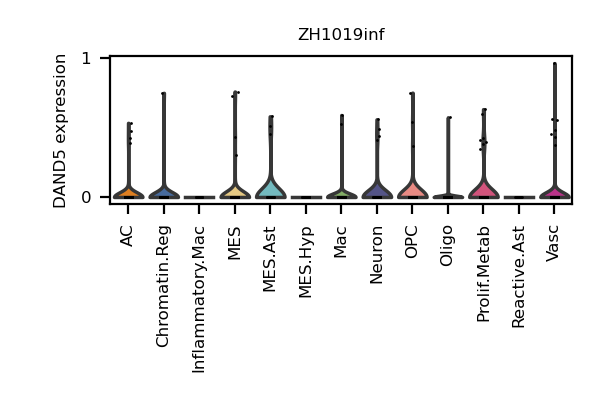 ZH1019inf
DAND5 expression
1
0
AC
Chromatin.Reg
Inflammatory.Mac
MES
MES.Ast
MES.Hyp
Mac
Neuron
OPC
Oligo
Prolif.Metab
Reactive.Ast
Vasc